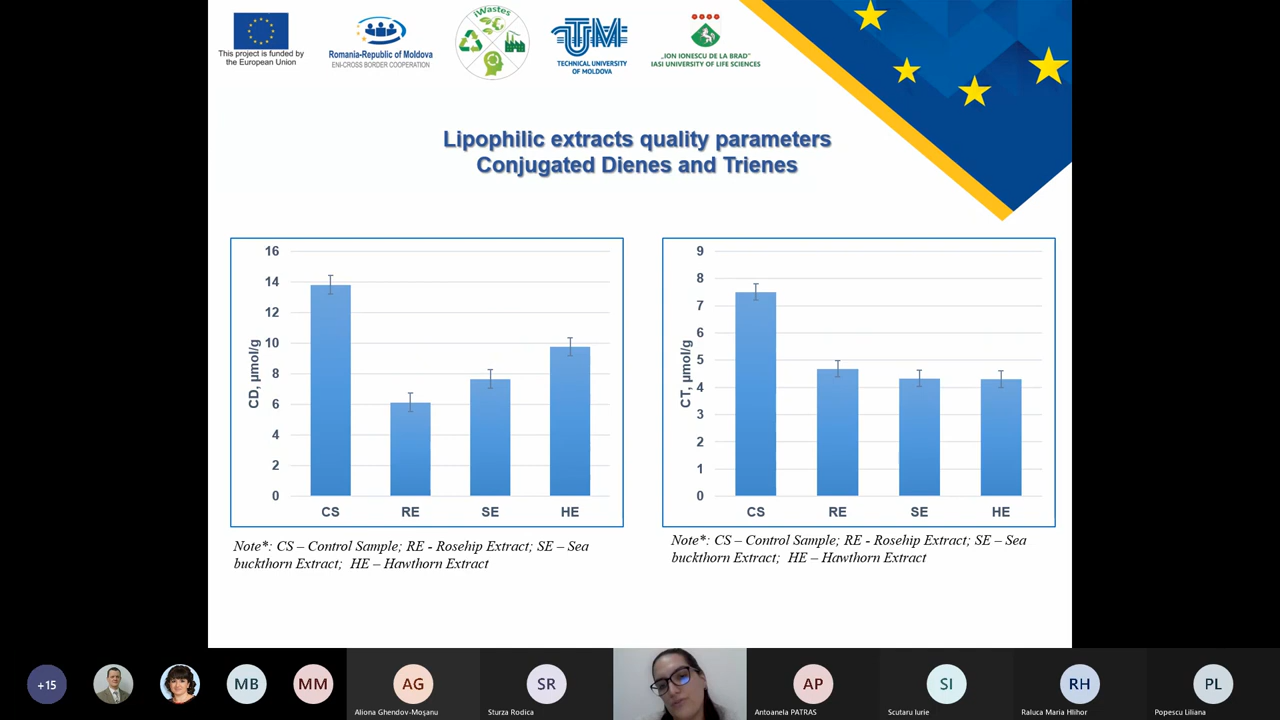 This project is funded by
the European Union
Romania-Republic of Moldova
ENI-CROSS BORDER COOPERATION
iWastes
UTM
TECHNICAL UNIVERSITY
OF MOLDOVA
„ION IONESCU DE LA BRAD"
IASI UNIVERSITY OF LIFE SCIENCES
Lipophilic extracts quality parameters
Conjugated Dienes and Trienes
16
14
12
10
8
6
4
2
0
CD, µmol/g
CS RE SE HE
Note*: CS – Control Sample; RE - Rosehip Extract; SE – Sea
buckthorn Extract; HE – Hawthorn Extract
9
8
7
6
5
4
3
2
1
0
CT, µmol/g
CS RE SE HE
Note*: CS – Control Sample; RE - Rosehip Extract; SE – Sea
buckthorn Extract; HE – Hawthorn Extract
+15
MB
MM
AG
Aliona Ghendov-Moşanu
SR
Sturza Rodica
AP
Antoanela PATRAS
SI
Scutaru Iurie
RH
Raluca Maria Hlihor
PL
Popescu Liliana